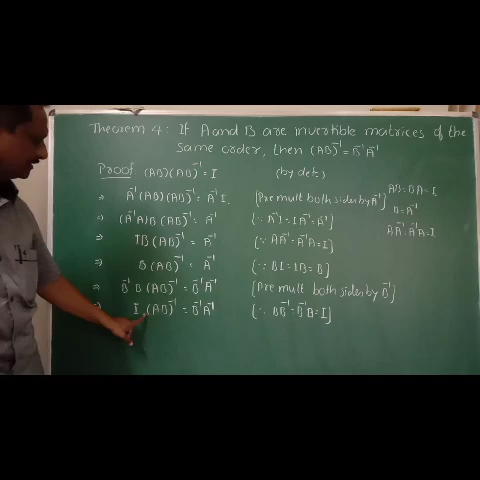 Theorem 4: If A and B are invertible matrices of the
same order, then (AB)⁻¹ = B⁻¹A⁻¹
Proof (AB)(AB)⁻¹ = I (by def.)
⇒ A⁻¹(AB)(AB)⁻¹ = A⁻¹I. [Pre mult both sides by A⁻¹]
⇒ (A⁻¹A)B(AB)⁻¹ = A⁻¹ [∵ A⁻¹I = IA⁻¹ = A⁻¹]
⇒ IB(AB)⁻¹ = A⁻¹ [∵ AA⁻¹ = A⁻¹A = I]
⇒ B(AB)⁻¹ = A⁻¹ [∵ BI = IB = B]
⇒ B⁻¹B(AB)⁻¹ = B⁻¹A⁻¹ [Pre mult both sides by B⁻¹]
⇒ I(AB)⁻¹ = B⁻¹A⁻¹ [∵ BB⁻¹ = B⁻¹B = I]
AB = BA = I
B = A⁻¹
AA⁻¹ = A⁻¹A = I